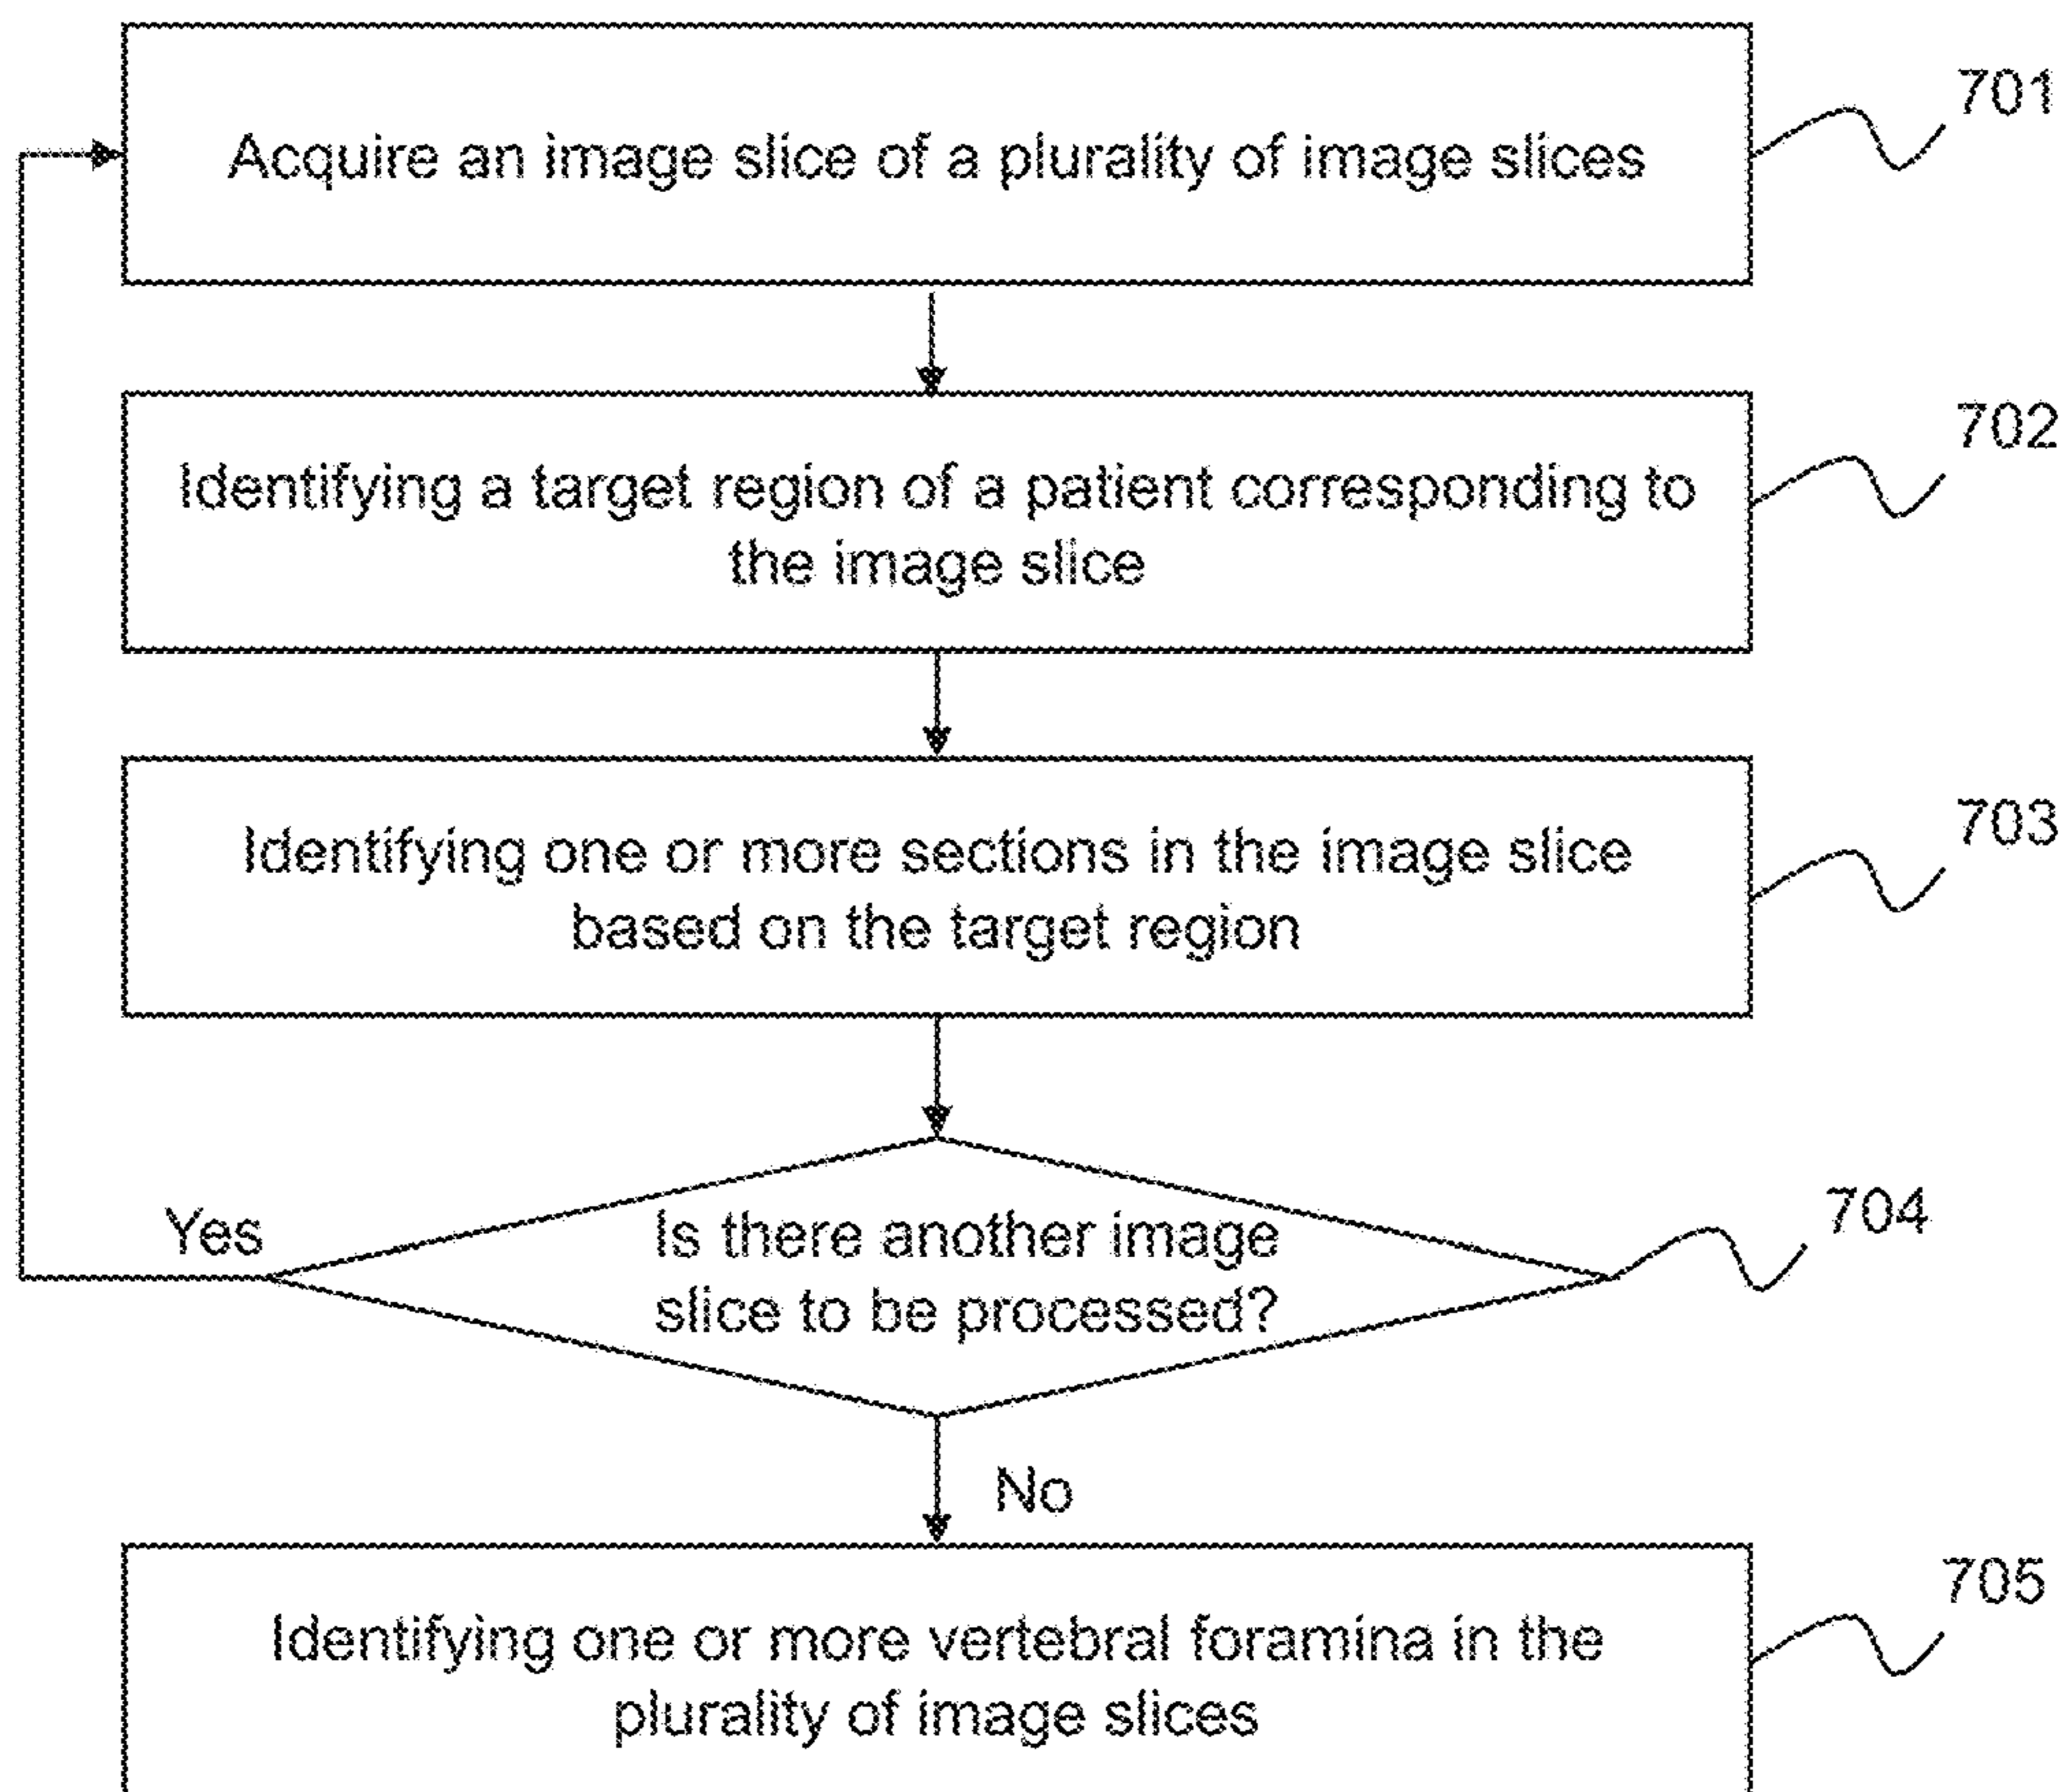 701
Acquire an image slice of a plurality of image slices
702
Identifying a target region of a patient corresponding to
the image slice
703
Identifying one or more sections in the image slice
based on the target region
704
Yes
Is there another image
slice to be processed?
No
705
Identifying one or more vertebral foramina in the
plurality of image slices